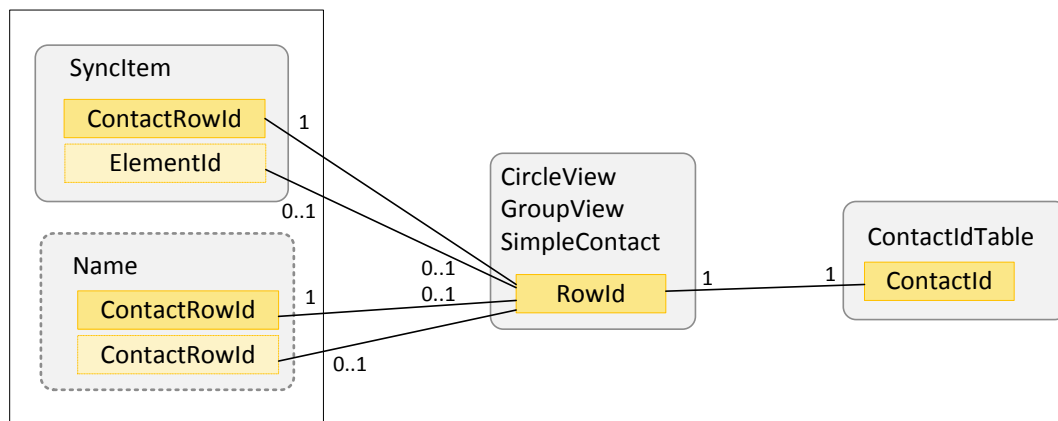 SyncItem
ContactRowId
ElementId
1
0..1
Name
ContactRowId
ContactRowId
1
0..1
CircleView
GroupView
SimpleContact
0..1
0..1
RowId
1
1
ContactIdTable
ContactId